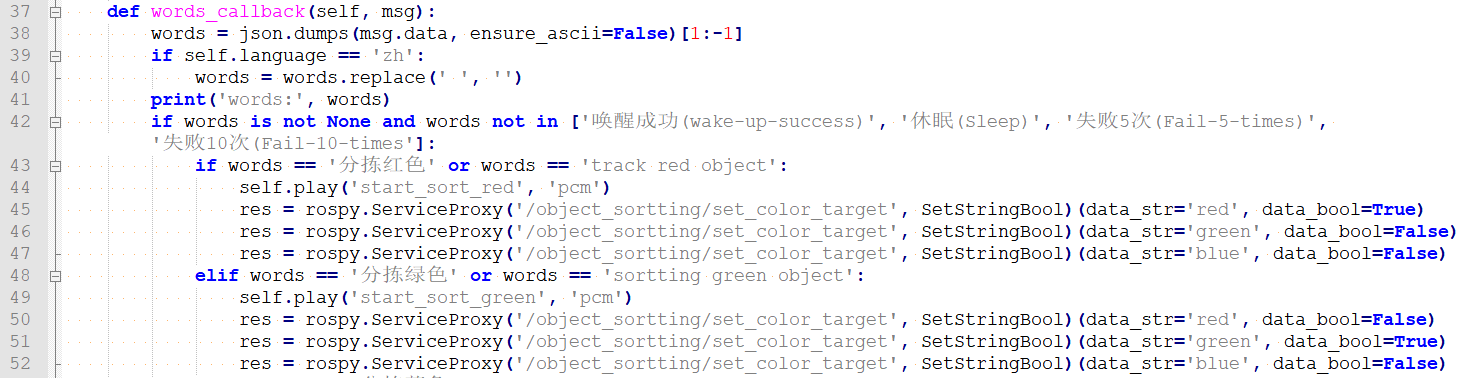 37 def words_callback(self, msg):
38 words = json.dumps(msg.data, ensure_ascii=False)[1:-1]
39 if self.language == 'zh':
40 words = words.replace(' ', '')
41 print('words:', words)
42 if words is not None and words not in ['唤醒成功(wake-up-success)', '休眠(Sleep)', '失败5次(Fail-5-times)',
'失败10次(Fail-10-times']:
43 if words == '分拣红色' or words == 'track red object':
44 self.play('start_sort_red', 'pcm')
45 res = rospy.ServiceProxy('/object_sortting/set_color_target', SetStringBool)(data_str='red', data_bool=True)
46 res = rospy.ServiceProxy('/object_sortting/set_color_target', SetStringBool)(data_str='green', data_bool=False)
47 res = rospy.ServiceProxy('/object_sortting/set_color_target', SetStringBool)(data_str='blue', data_bool=False)
48 elif words == '分拣绿色' or words == 'sortting green object':
49 self.play('start_sort_green', 'pcm')
50 res = rospy.ServiceProxy('/object_sortting/set_color_target', SetStringBool)(data_str='red', data_bool=False)
51 res = rospy.ServiceProxy('/object_sortting/set_color_target', SetStringBool)(data_str='green', data_bool=True)
52 res = rospy.ServiceProxy('/object_sortting/set_color_target', SetStringBool)(data_str='blue', data_bool=False)